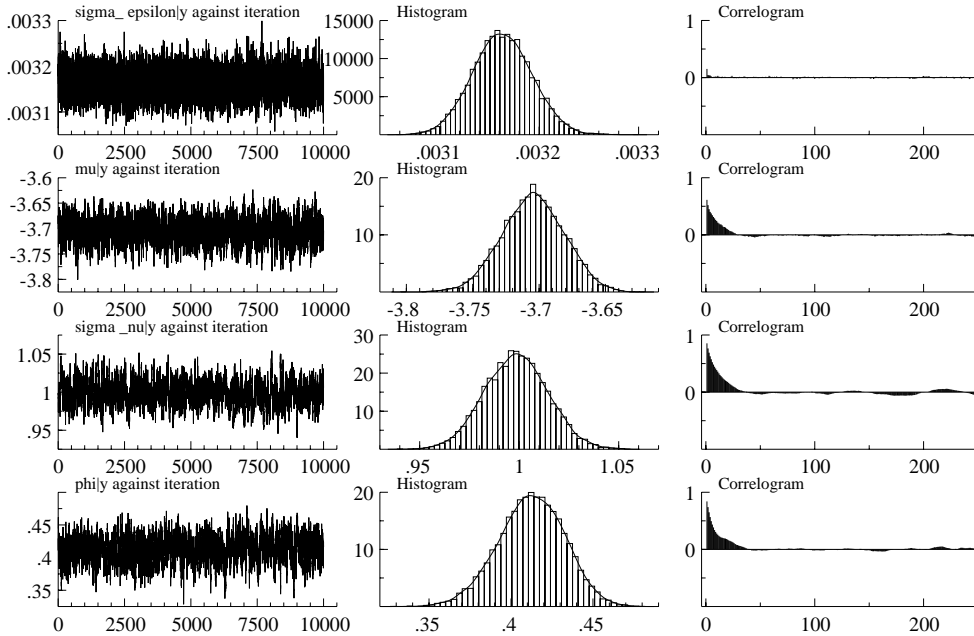 sigma_ epsilon|y against iteration
.0033
.0032
.0031
0 2500 5000 7500 10000
Histogram
15000
10000
5000
.0031 .0032 .0033
Correlogram
1
0
0 100 200
mu|y against iteration
-3.6
-3.65
-3.7
-3.75
-3.8
0 2500 5000 7500 10000
Histogram
20
10
-3.8 -3.75 -3.7 -3.65
Correlogram
1
0
0 100 200
sigma _nu|y against iteration
1.05
1
.95
0 2500 5000 7500 10000
Histogram
30
20
10
.95 1 1.05
Correlogram
1
0
0 100 200
phi|y against iteration
.45
.4
.35
0 2500 5000 7500 10000
Histogram
20
10
.35 .4 .45
Correlogram
1
0
0 100 200